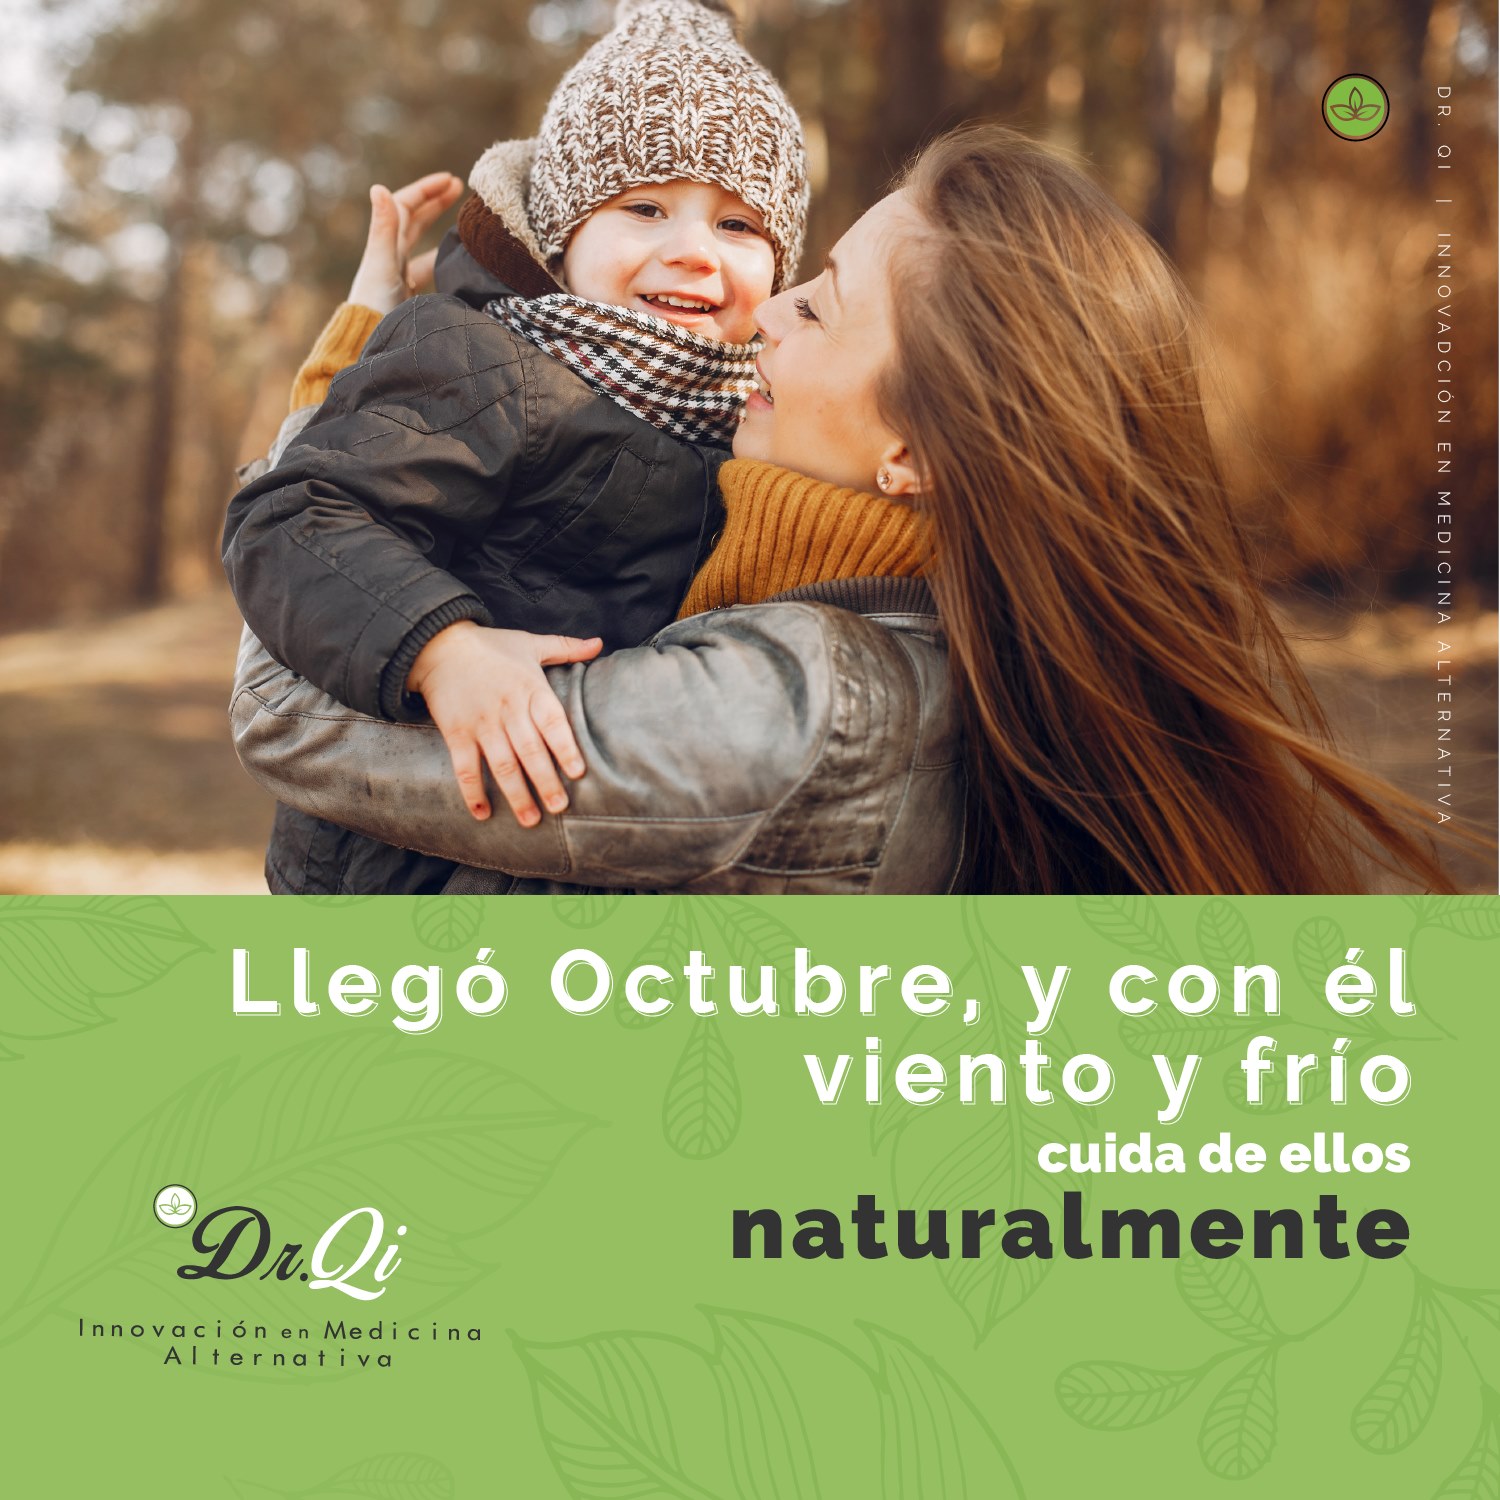 DR. QI | INNOVADCIÓN EN MEDICINA ALTERNATIVA
Llegó Octubre, y con él
viento y frío
cuida de ellos
naturalmente
Dr.Qi
Innovación en Medicina
Alternativa